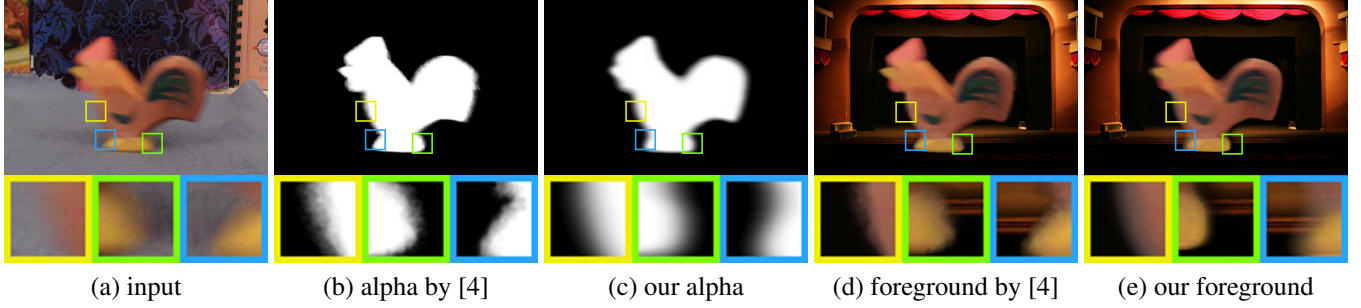 (a) input
(b) alpha by [4]
(c) our alpha
(d) foreground by [4]
(e) our foreground